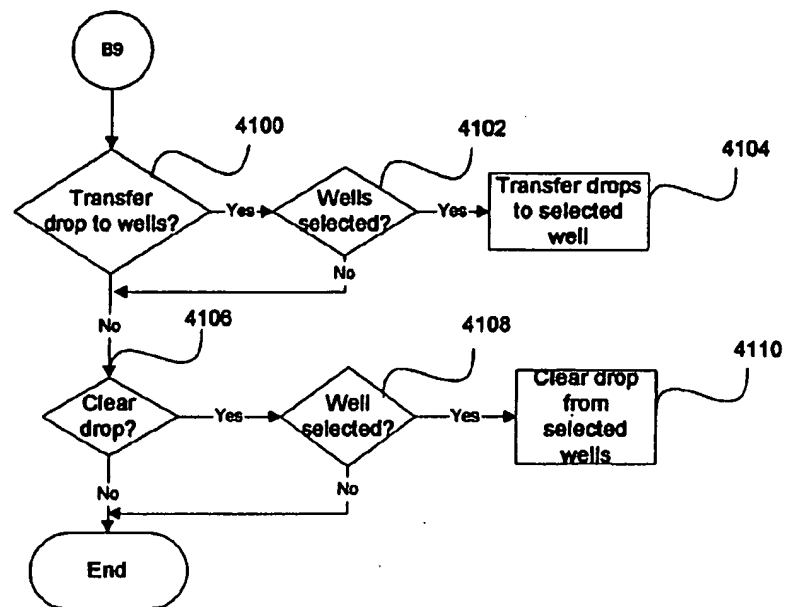 B9
4100
4102
4104
Transfer
drop to wells?
Yes
Wells
selected?
Yes
Transfer drops
to selected
well
No
No
4106
4108
4110
Clear
drop?
Yes
Well
selected?
Yes
Clear drop
from
selected
wells
No
No
End